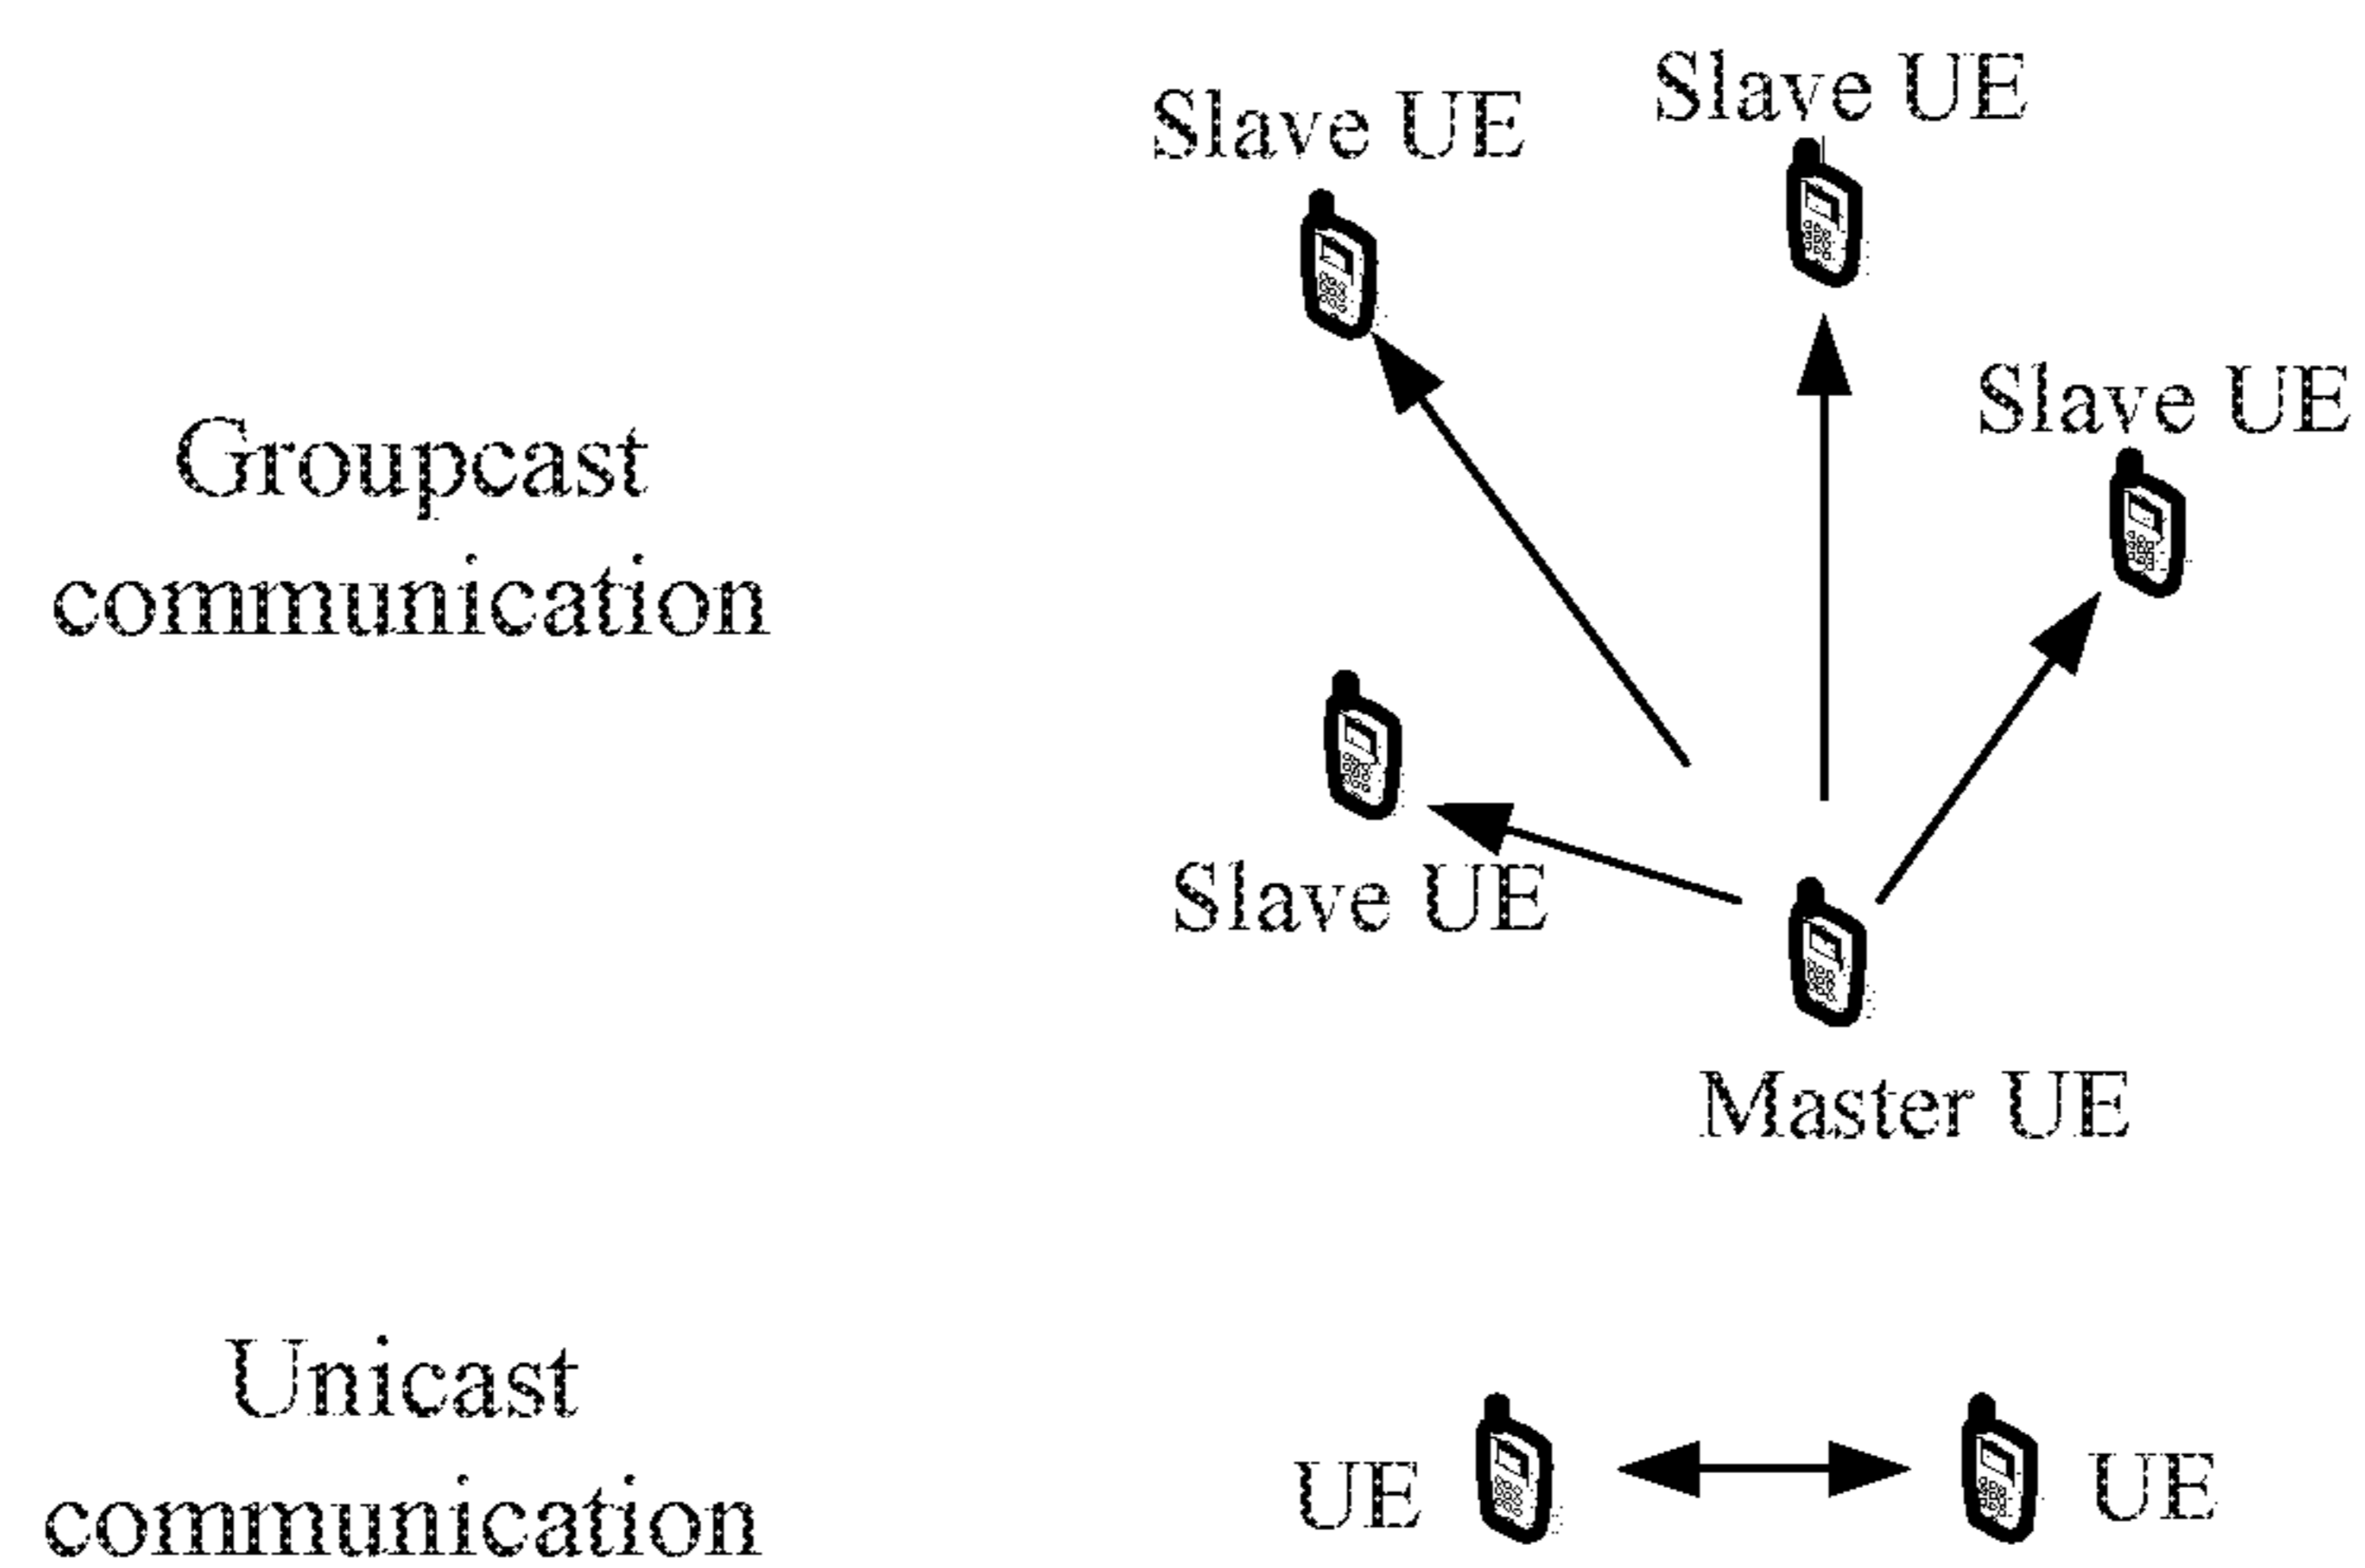 Slave UE
Slave UE
Slave UE
Groupcast
communication
Slave UE
Master UE
Unicast
communication
UE
UE